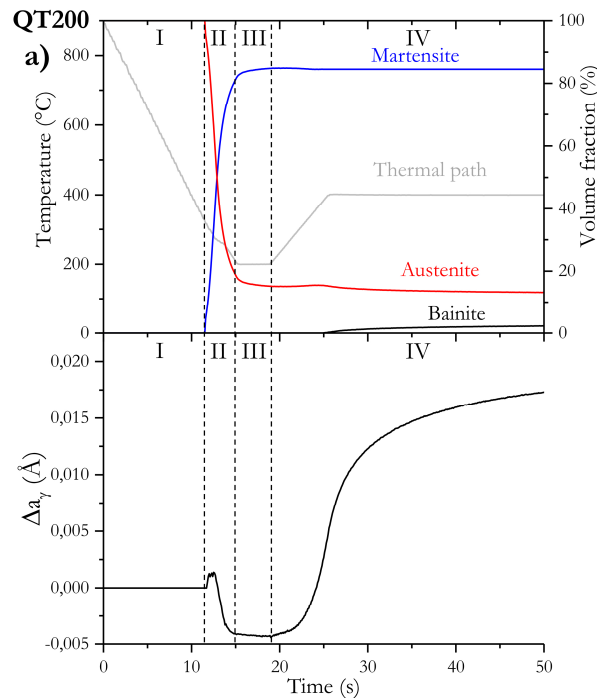 QT200
a)
I II III IV
Temperature (°C)
800
600
400
200
0
Martensite
Thermal path
Austenite
Bainite
Volume fraction (%)
100
80
60
40
20
0
I II III IV
Δaγ (Å)
0,020
0,015
0,010
0,005
0,000
-0,005
0 10 20 30 40 50
Time (s)